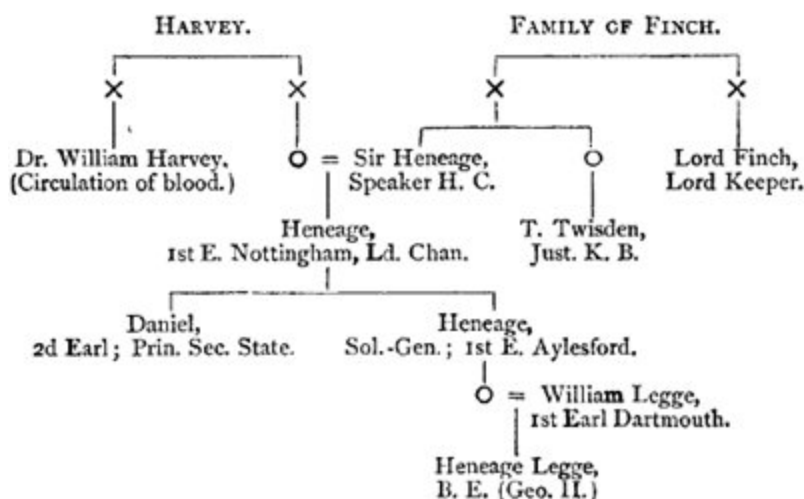 HARVEY.
FAMILY OF FINCH.
Dr. William Harvey.
(Circulation of blood.)
= Sir Heneage,
Speaker H. C.
Lord Finch,
Lord Keeper.
Heneage,
1st E. Nottingham, Ld. Chan.
T. Twisden,
Just. K. B.
Daniel,
2d Earl; Prin. Sec. State.
Heneage,
Sol.-Gen.; 1st E. Aylesford.
= William Legge,
1st Earl Dartmouth.
Heneage Legge,
B. E. (Geo. II.)